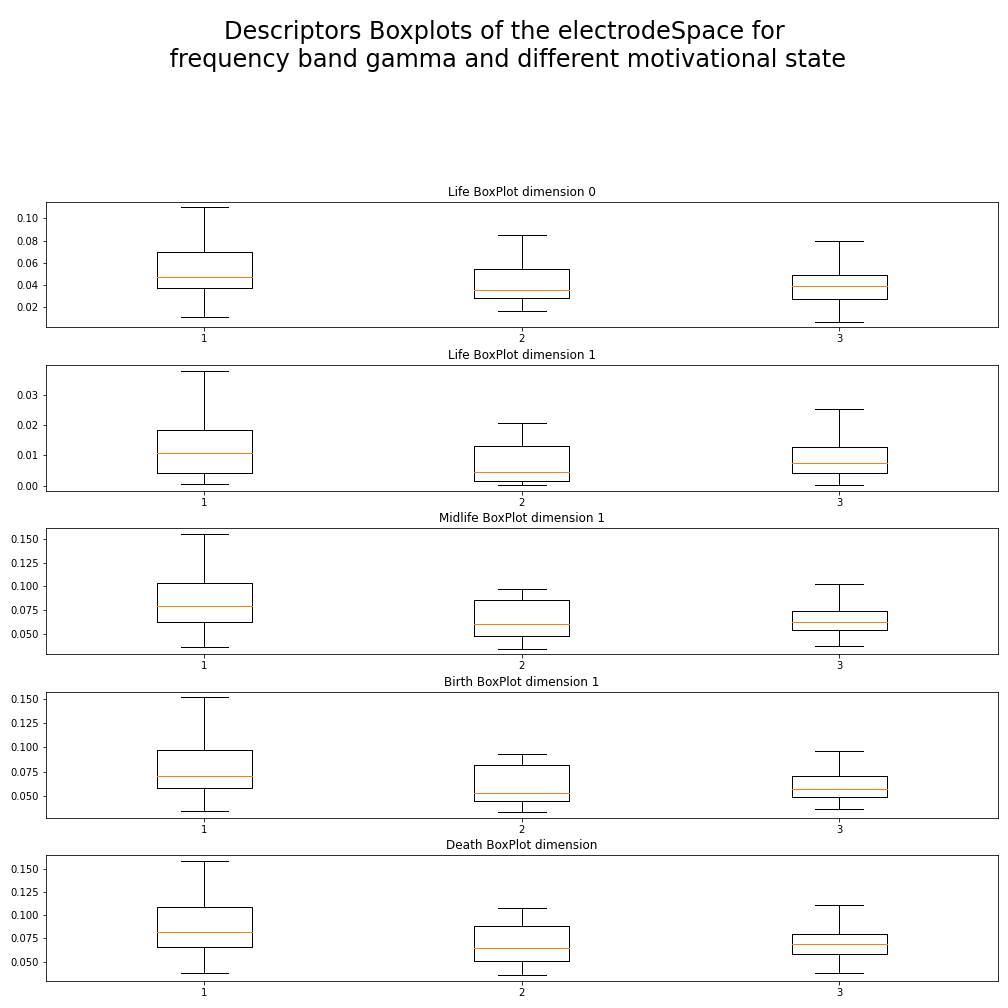 Descriptors Boxplots of the electrodeSpace for
frequency band gamma and different motivational state
Life BoxPlot dimension 0
0.10
0.08
0.06
0.04
0.02
1 2 3
Life BoxPlot dimension 1
0.03
0.02
0.01
0.00
1 2 3
Midlife BoxPlot dimension 1
0.150
0.125
0.100
0.075
0.050
1 2 3
Birth BoxPlot dimension 1
0.150
0.125
0.100
0.075
0.050
1 2 3
Death BoxPlot dimension
0.150
0.125
0.100
0.075
0.050
1 2 3